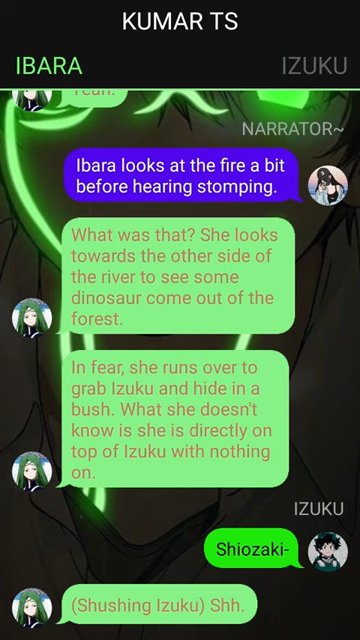 KUMAR TS
IBARA
IZUKU
Yeah.
NARRATOR~
Ibara looks at the fire a bit
before hearing stomping.
What was that? She looks
towards the other side of
the river to see some
dinosaur come out of the
forest.
In fear, she runs over to
grab Izuku and hide in a
bush. What she doesn't
know is she is directly on
top of Izuku with nothing
on.
IZUKU
Shiozaki-
(Shushing Izuku) Shh.